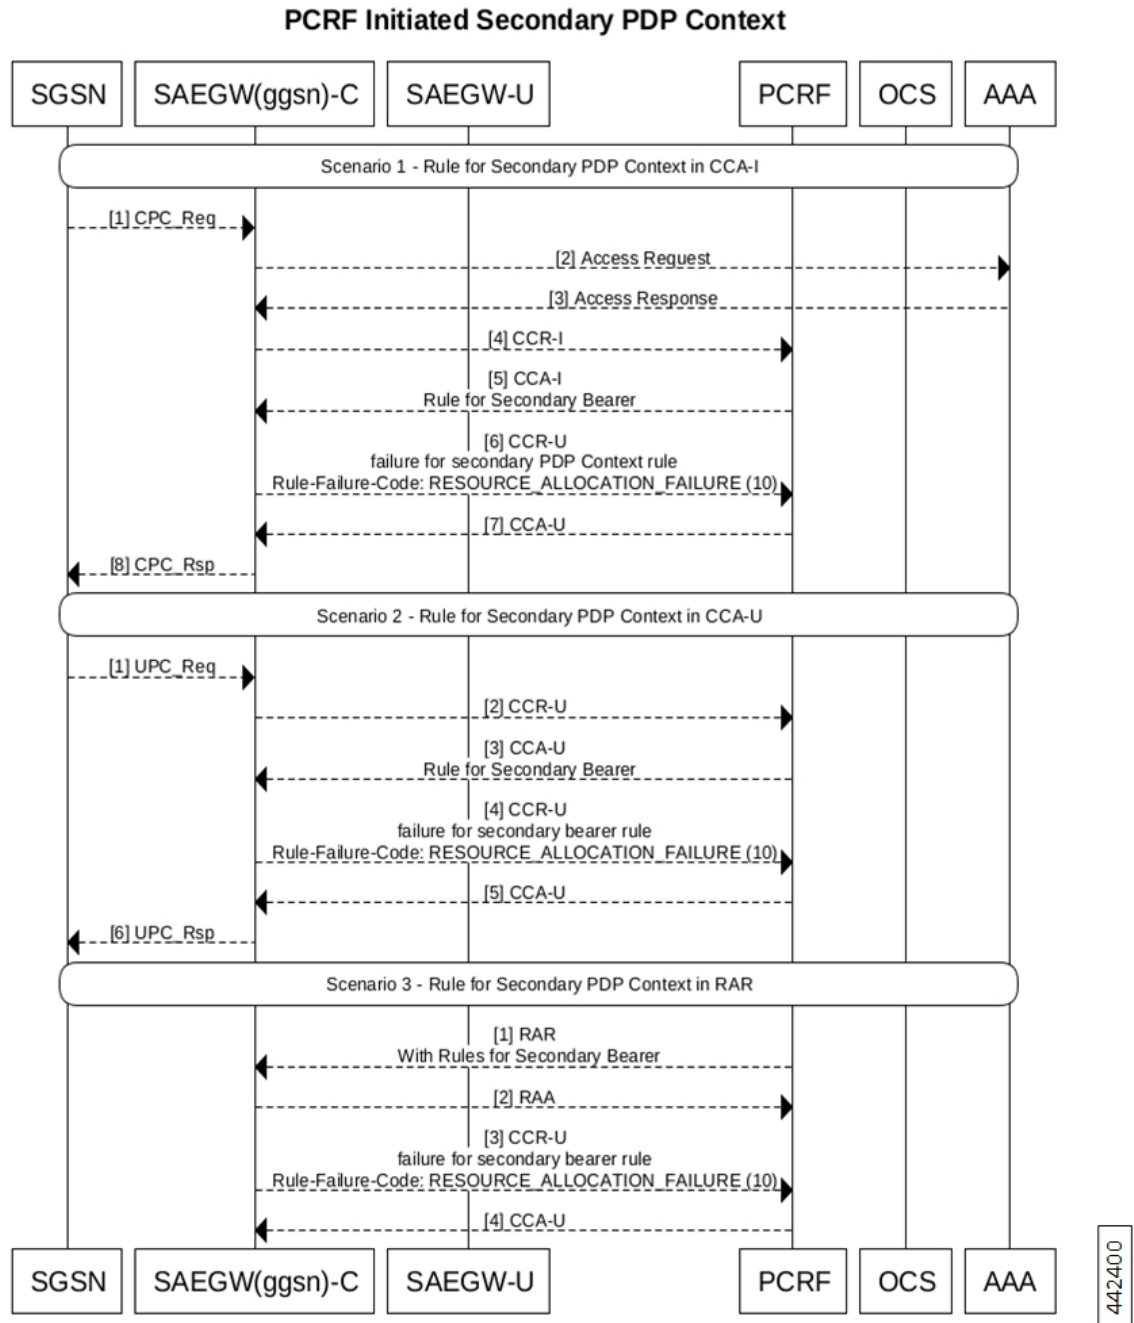 PCRF Initiated Secondary PDP Context
SGSN
SAEGW(ggsn)-C
SAEGW-U
PCRF
OCS
AAA
Scenario 1 - Rule for Secondary PDP Context in CCA-I
[1] CPC_Req
[2] Access Request
[3] Access Response
[4] CCR-I
[5] CCA-I
Rule for Secondary Bearer
[6] CCR-U
failure for secondary PDP Context rule
Rule-Failure-Code: RESOURCE_ALLOCATION_FAILURE (10)
[7] CCA-U
[8] CPC_Rsp
Scenario 2 - Rule for Secondary PDP Context in CCA-U
[1] UPC_Req
[2] CCR-U
[3] CCA-U
Rule for Secondary Bearer
[4] CCR-U
failure for secondary bearer rule
Rule-Failure-Code: RESOURCE_ALLOCATION_FAILURE (10)
[5] CCA-U
[6] UPC_Rsp
Scenario 3 - Rule for Secondary PDP Context in RAR
[1] RAR
With Rules for Secondary Bearer
[2] RAA
[3] CCR-U
failure for secondary bearer rule
Rule-Failure-Code: RESOURCE_ALLOCATION_FAILURE (10)
[4] CCA-U
SGSN
SAEGW(ggsn)-C
SAEGW-U
PCRF
OCS
AAA
442400